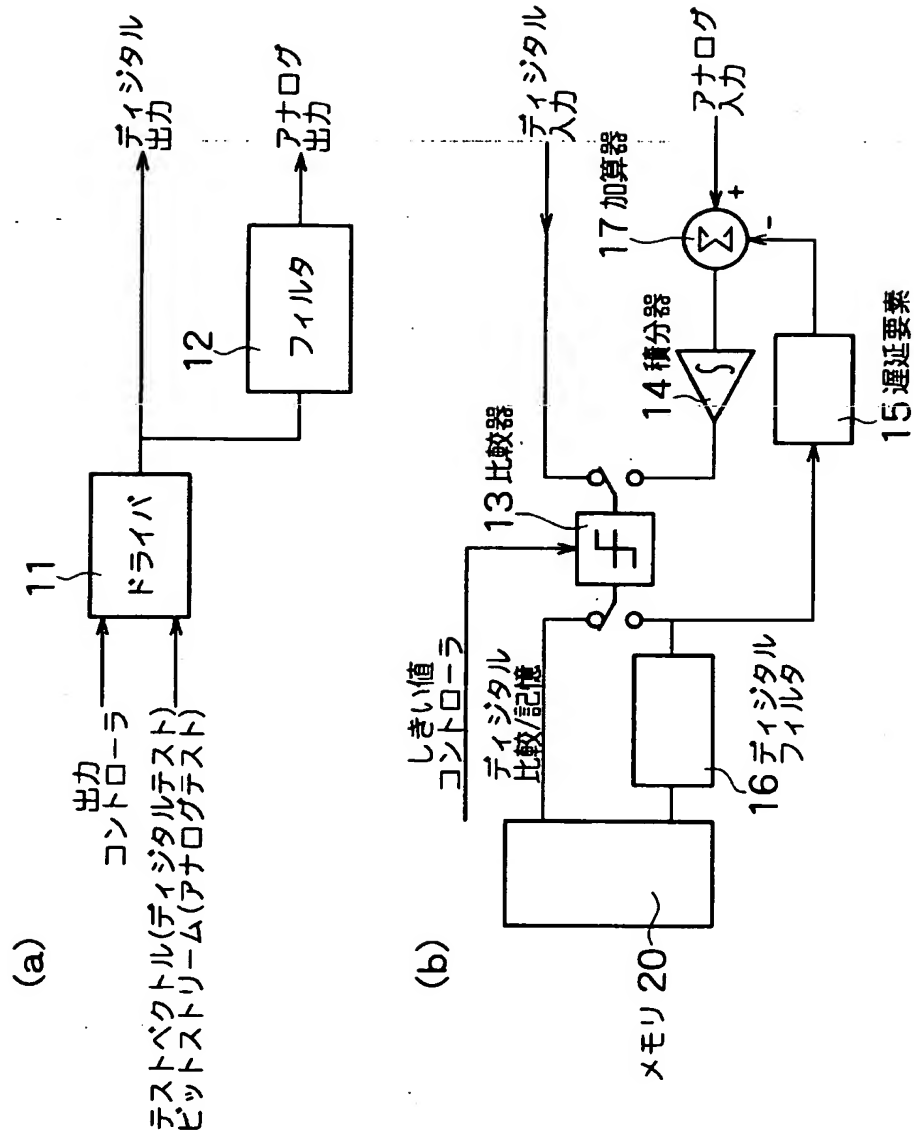 (a)
出力
コントローラ
テストベクトル(ディジタルテスト)
ビットストリーム(アナログテスト)
11
ドライバ
12
フィルタ
ディジタル
出力
アナログ
出力
(b)
メモリ 20
しきい値
コントローラ
ディジタル
比較/記憶
16 ディジタル
フィルタ
13 比較器
14 積分器
∫
15 遅延要素
17 加算器
Σ
+
-
ディジタル
入力
アナログ
入力